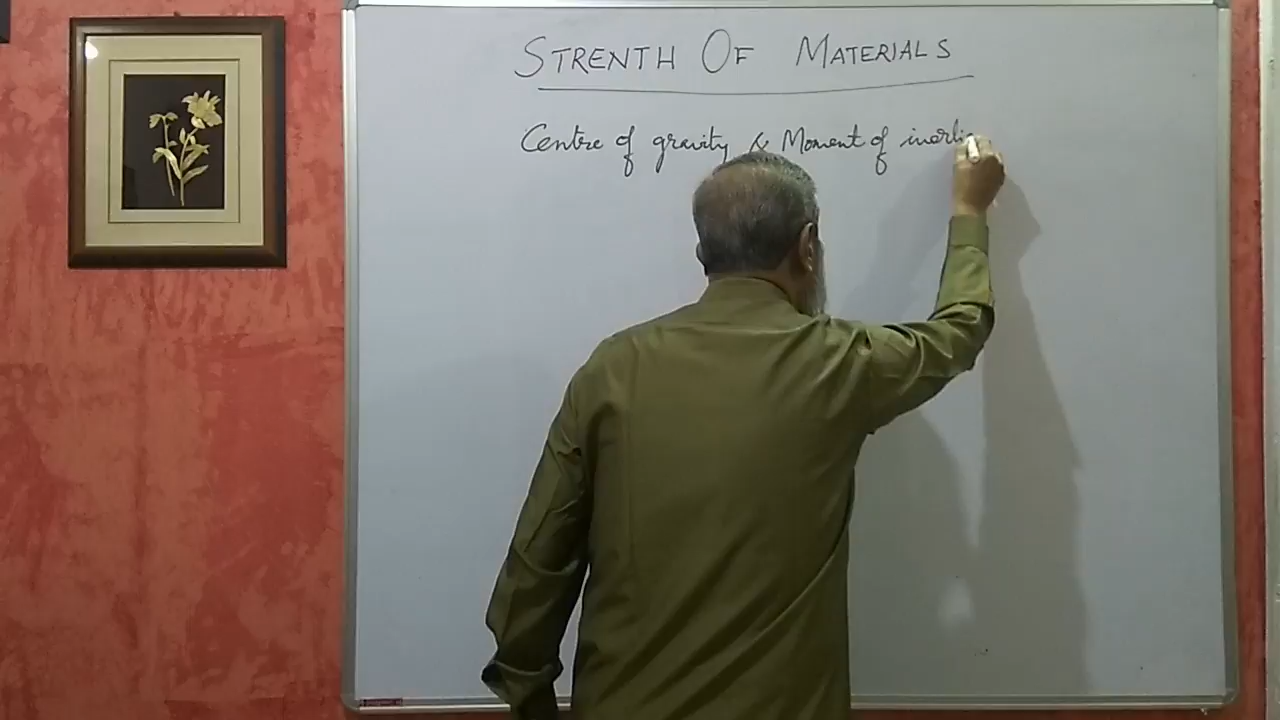 STRENTH OF MATERIALS
Centre of gravity & Moment of inertia